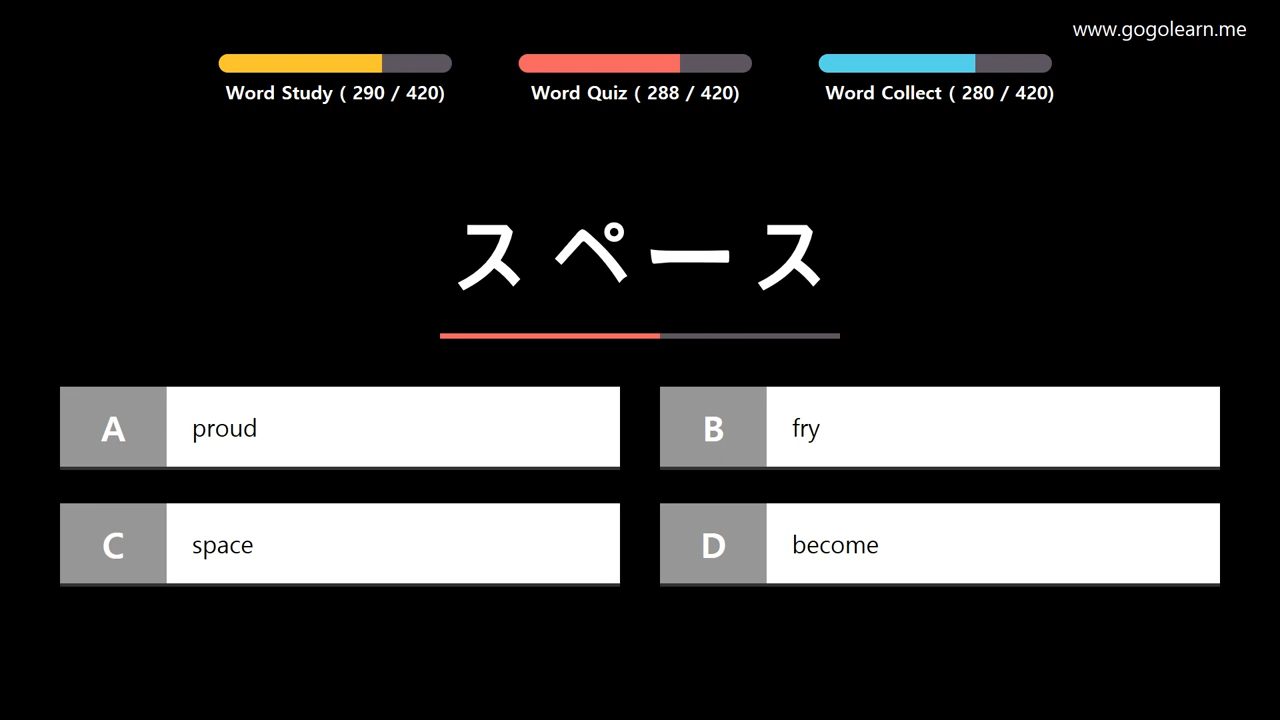 www.gogolearn.me
Word Study ( 290 / 420)
Word Quiz ( 288 / 420)
Word Collect ( 280 / 420)
スペース
A proud
B fry
C space
D become